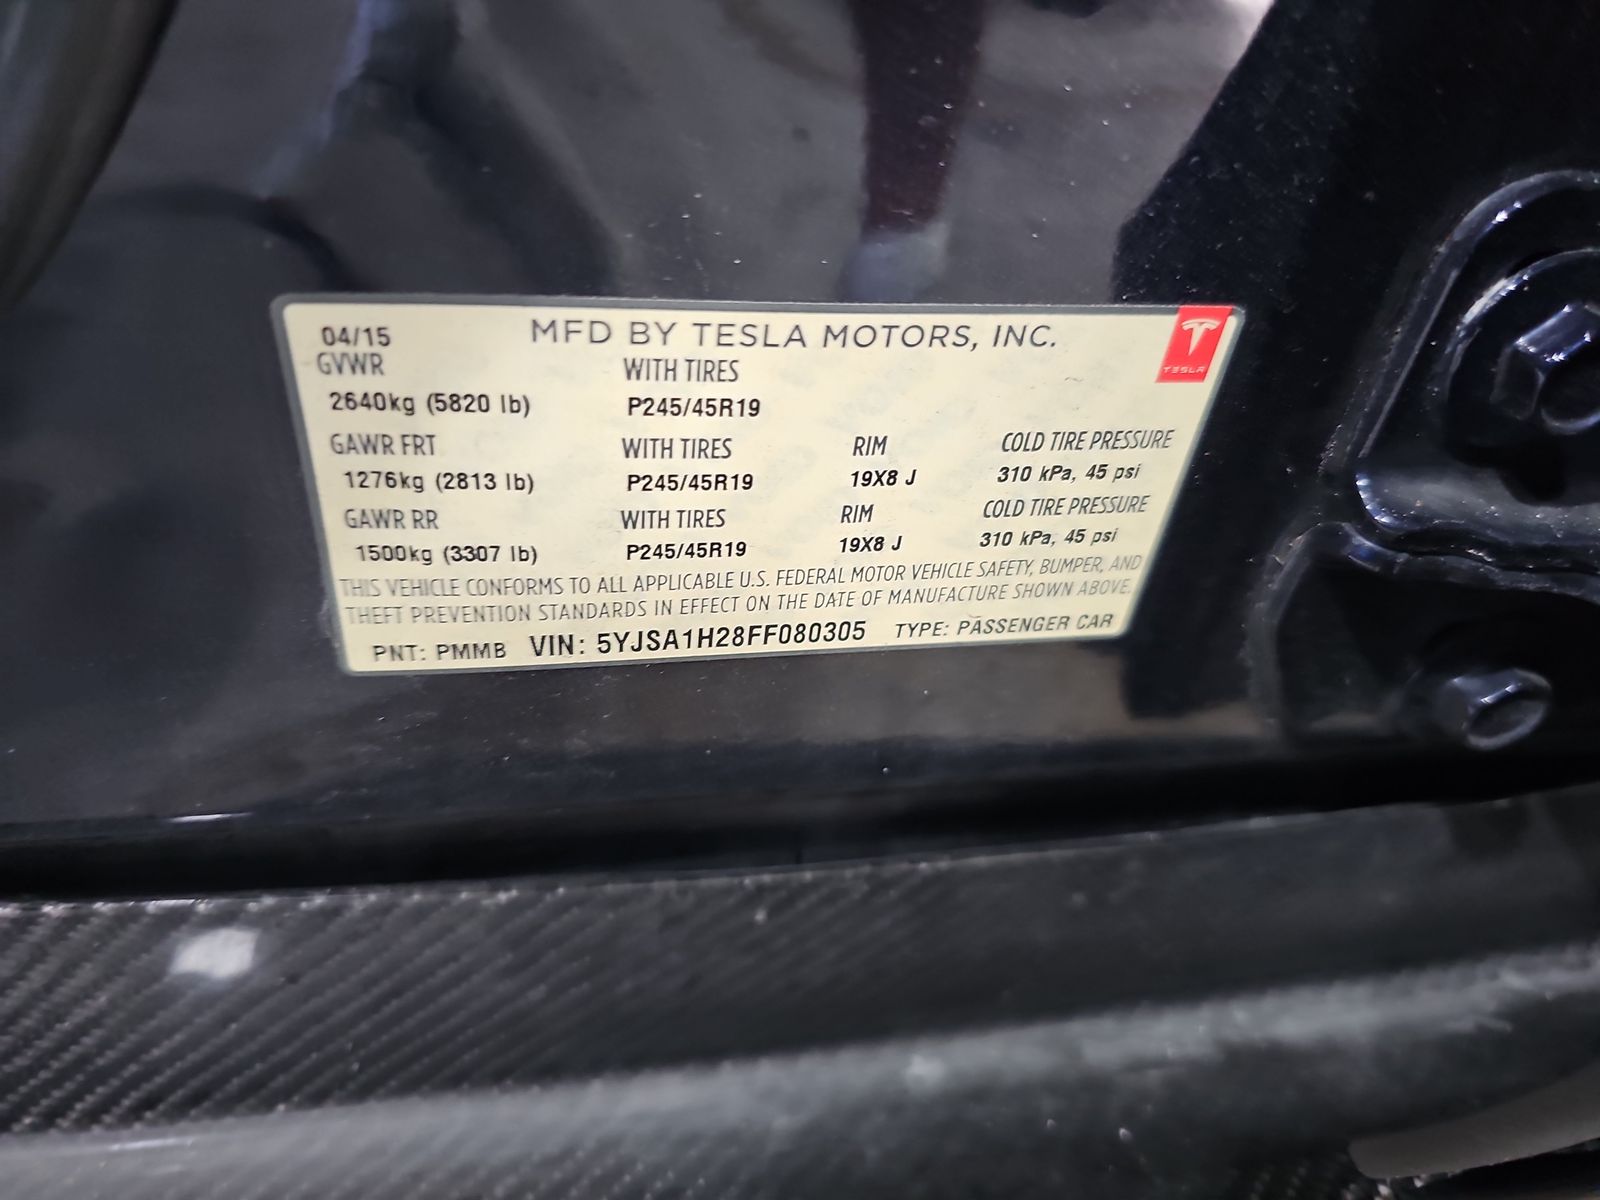 04/15 MFD BY TESLA MOTORS, INC.
TESLA
GVWR WITH TIRES
2640kg (5820 lb) P245/45R19
GAWR FRT WITH TIRES RIM COLD TIRE PRESSURE
1276kg (2813 lb) P245/45R19 19X8 J 310 kPa, 45 psi
GAWR RR WITH TIRES RIM COLD TIRE PRESSURE
1500kg (3307 lb) P245/45R19 19X8 J 310 kPa, 45 psi
THIS VEHICLE CONFORMS TO ALL APPLICABLE U.S. FEDERAL MOTOR VEHICLE SAFETY, BUMPER, AND
THEFT PREVENTION STANDARDS IN EFFECT ON THE DATE OF MANUFACTURE SHOWN ABOVE.
PNT: PMMB VIN: 5YJSA1H28FF080305 TYPE: PASSENGER CAR